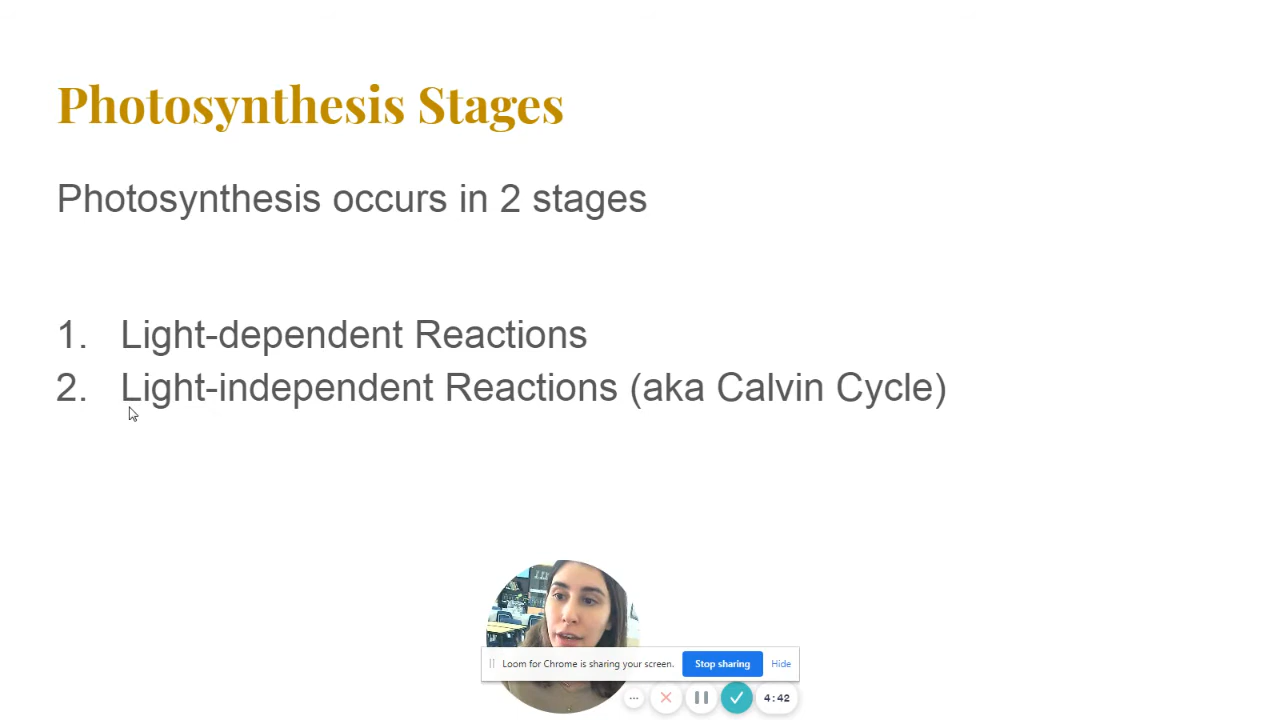 Photosynthesis Stages
Photosynthesis occurs in 2 stages
1. Light-dependent Reactions
2. Light-independent Reactions (aka Calvin Cycle)
Loom for Chrome is sharing your screen. Stop sharing Hide
4:42